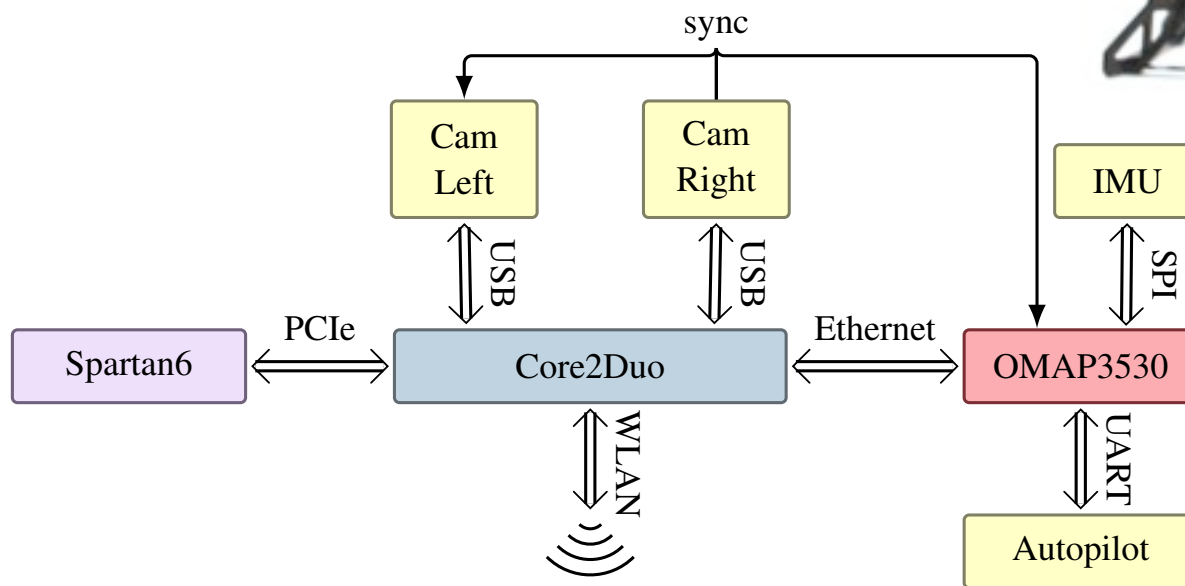 sync
Cam
Left
Cam
Right
IMU
USB
USB
SPI
PCIe
Ethernet
Spartan6
Core2Duo
OMAP3530
WLAN
UART
Autopilot